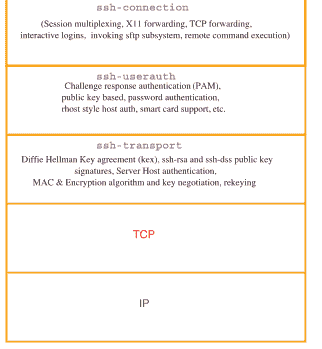 ssh-connection
(Session multiplexing, X11 forwarding, TCP forwarding,
interactive logins, invoking sftp subsystem, remote command execution)
ssh-userauth
Challenge response authentication (PAM),
public key based, password authentication,
rhost style host auth, smart card support, etc.
ssh-transport
Diffie Hellman Key agreement (kex). ssh-rsa and ssh-dss public key
signatures, Server Host authentication,
MAC & Encryption algorithm and key negotiation, rekeying
TCP
IP